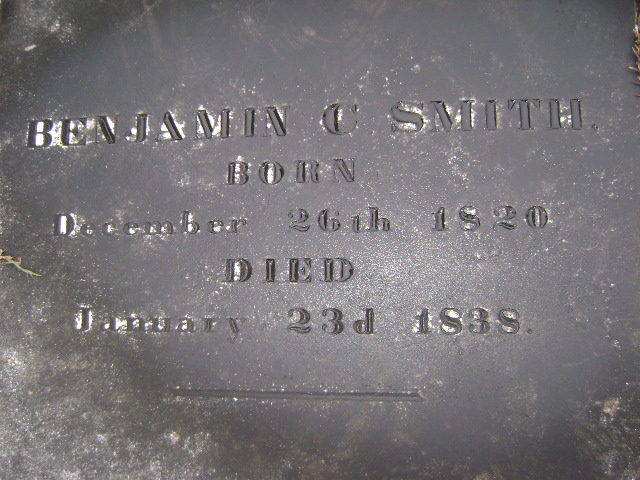 BENJAMIN C SMITH.
BORN
December 26th 1820
DIED
January 23d 1838.